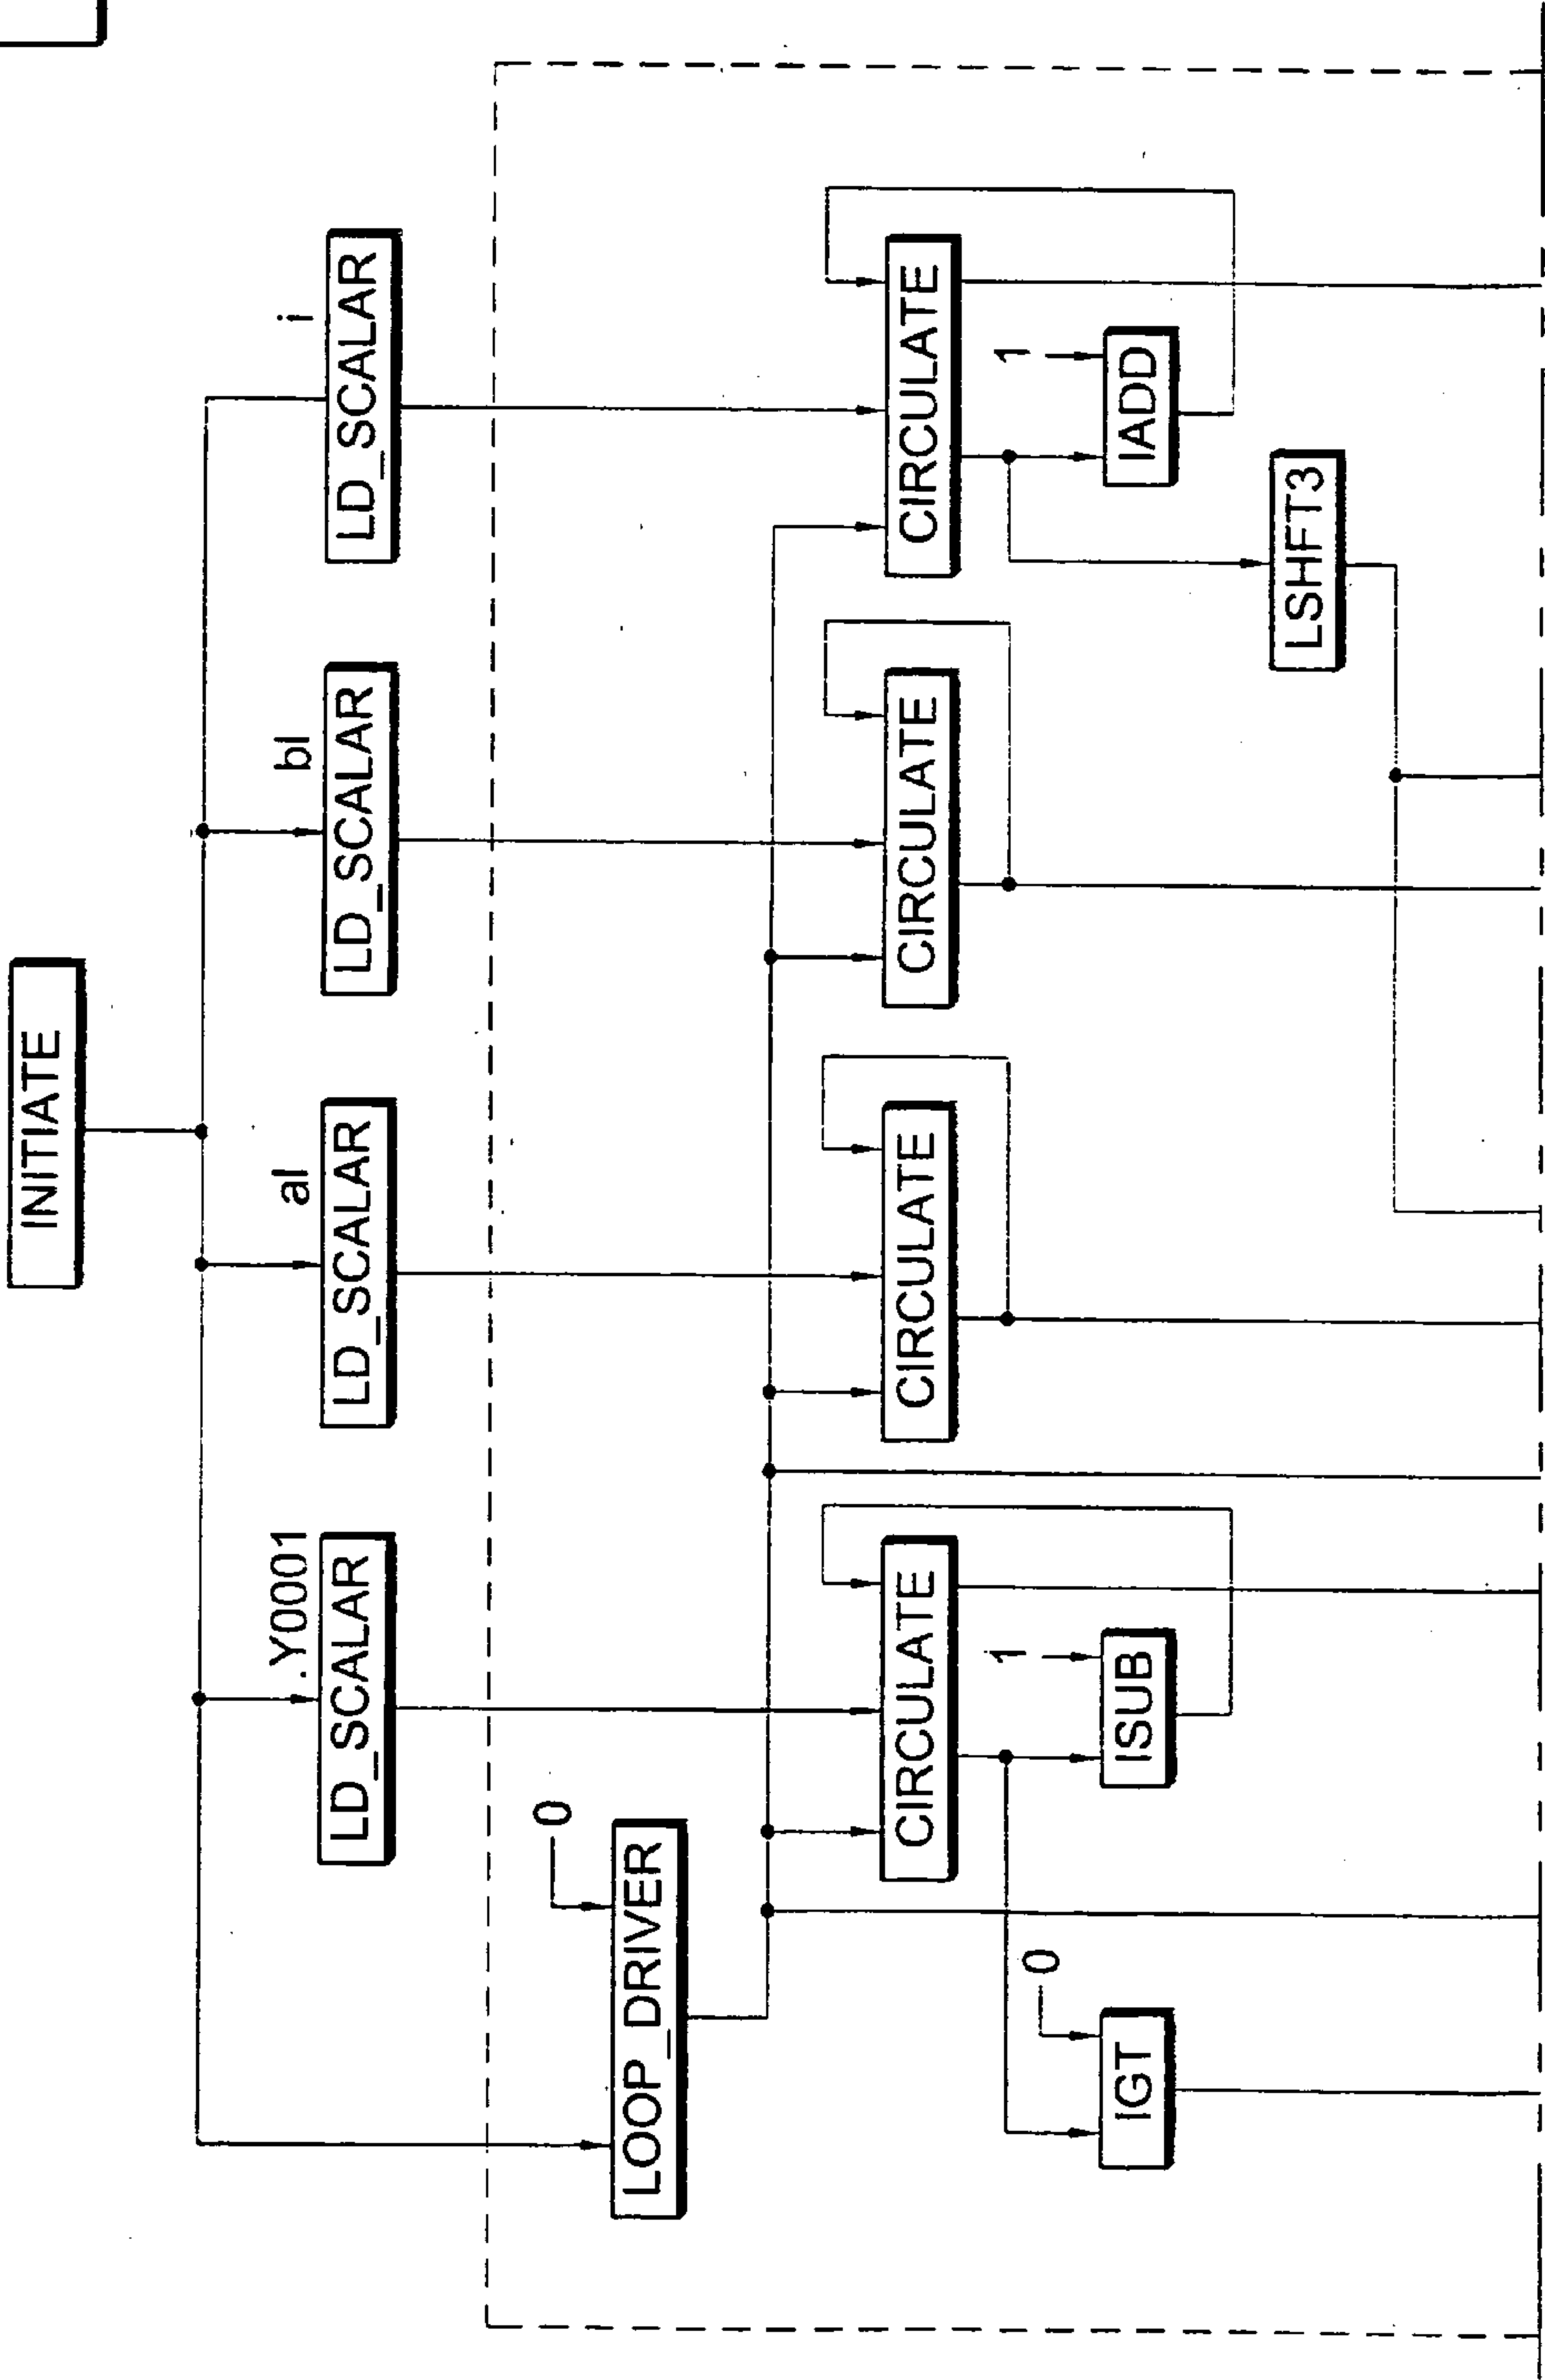 INITIATE
.Y0001
al
bl
i
LD_SCALAR
LD_SCALAR
LD_SCALAR
LD_SCALAR
0
LOOP_DRIVER
CIRCULATE
CIRCULATE
CIRCULATE
CIRCULATE
0
1
1
IGT
ISUB
IADD
LSHFT3